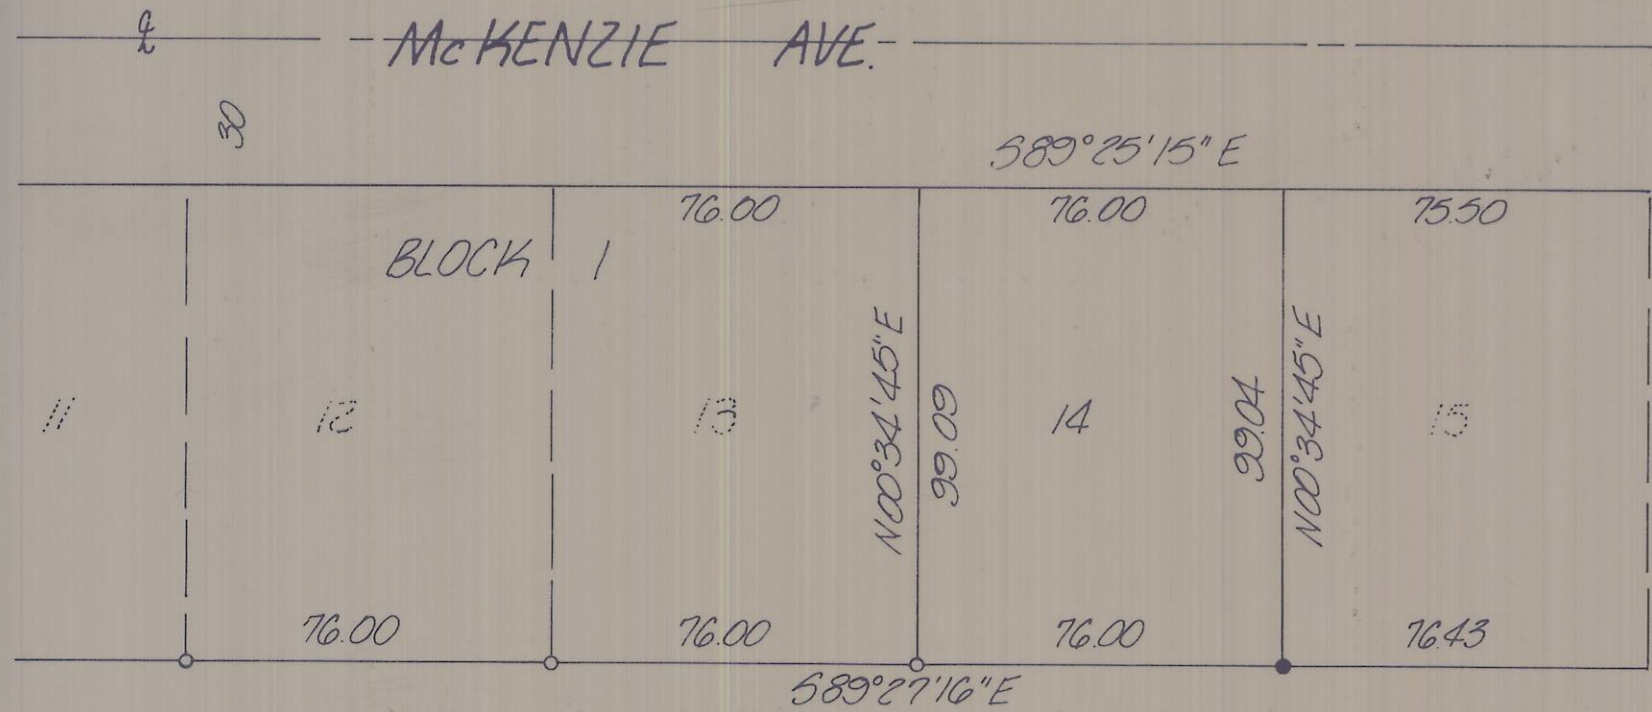 ℄ McKENZIE AVE.
30
S89°25'15"E
76.00 76.00 75.50
BLOCK 1
N00°34'45"E 99.09 99.04 N00°34'45"E
11 12 13 14 15
76.00 76.00 76.00 76.43
S89°27'16"E